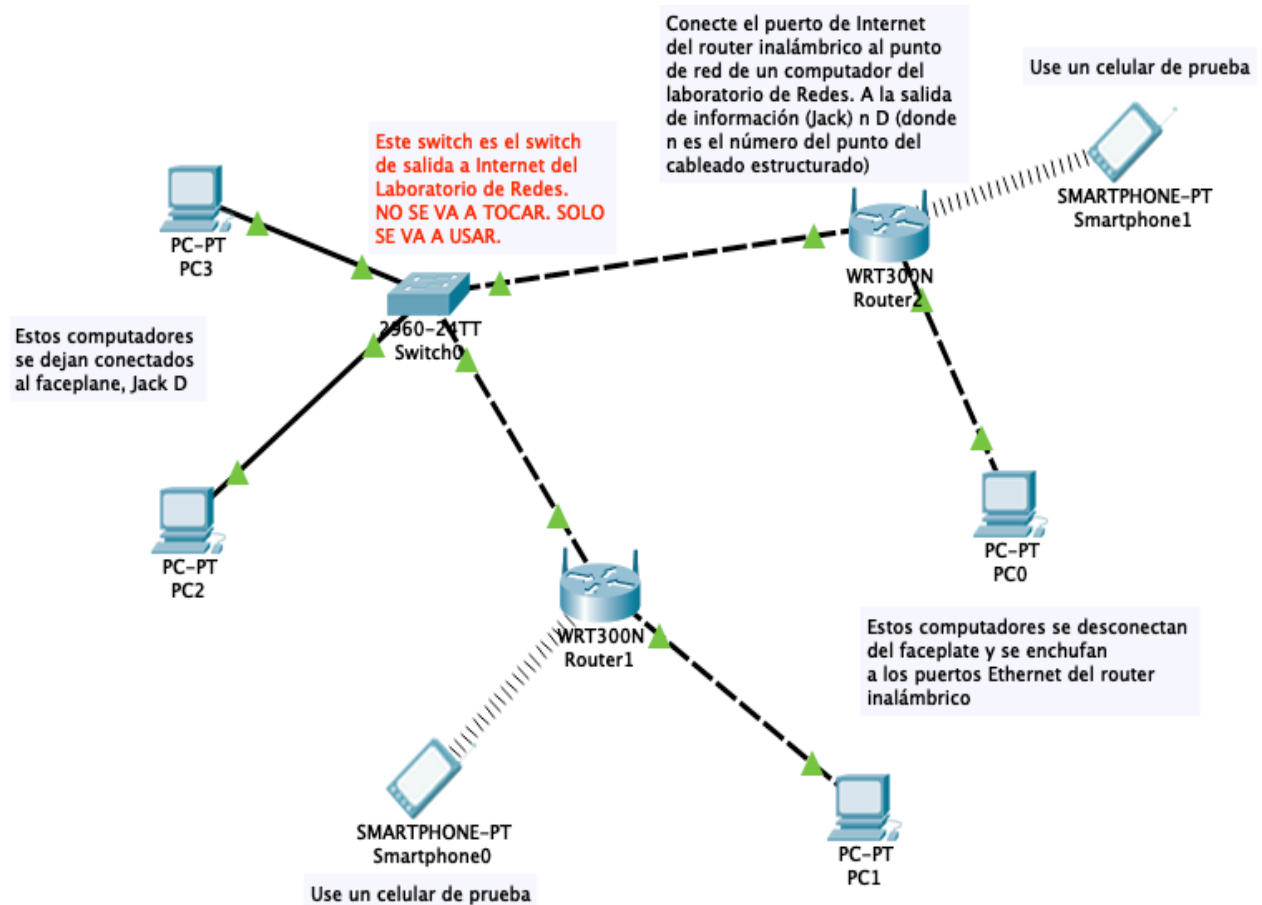 Conecte el puerto de Internet
del router inalámbrico al punto
de red de un computador del
laboratorio de Redes. A la salida
de información (Jack) n D (donde
n es el número del punto del
cableado estructurado)
Use un celular de prueba
SMARTPHONE-PT
Smartphone1
Este switch es el switch
de salida a Internet del
Laboratorio de Redes.
NO SE VA A TOCAR. SOLO
SE VA A USAR.
PC-PT
PC3
WRT300N
Router2
2960-24TT
Switch0
Estos computadores
se dejan conectados
al faceplane, Jack D
PC-PT
PC2
PC-PT
PC0
WRT300N
Router1
Estos computadores se desconectan
del faceplate y se enchufan
a los puertos Ethernet del router
inalámbrico
SMARTPHONE-PT
Smartphone0
Use un celular de prueba
PC-PT
PC1